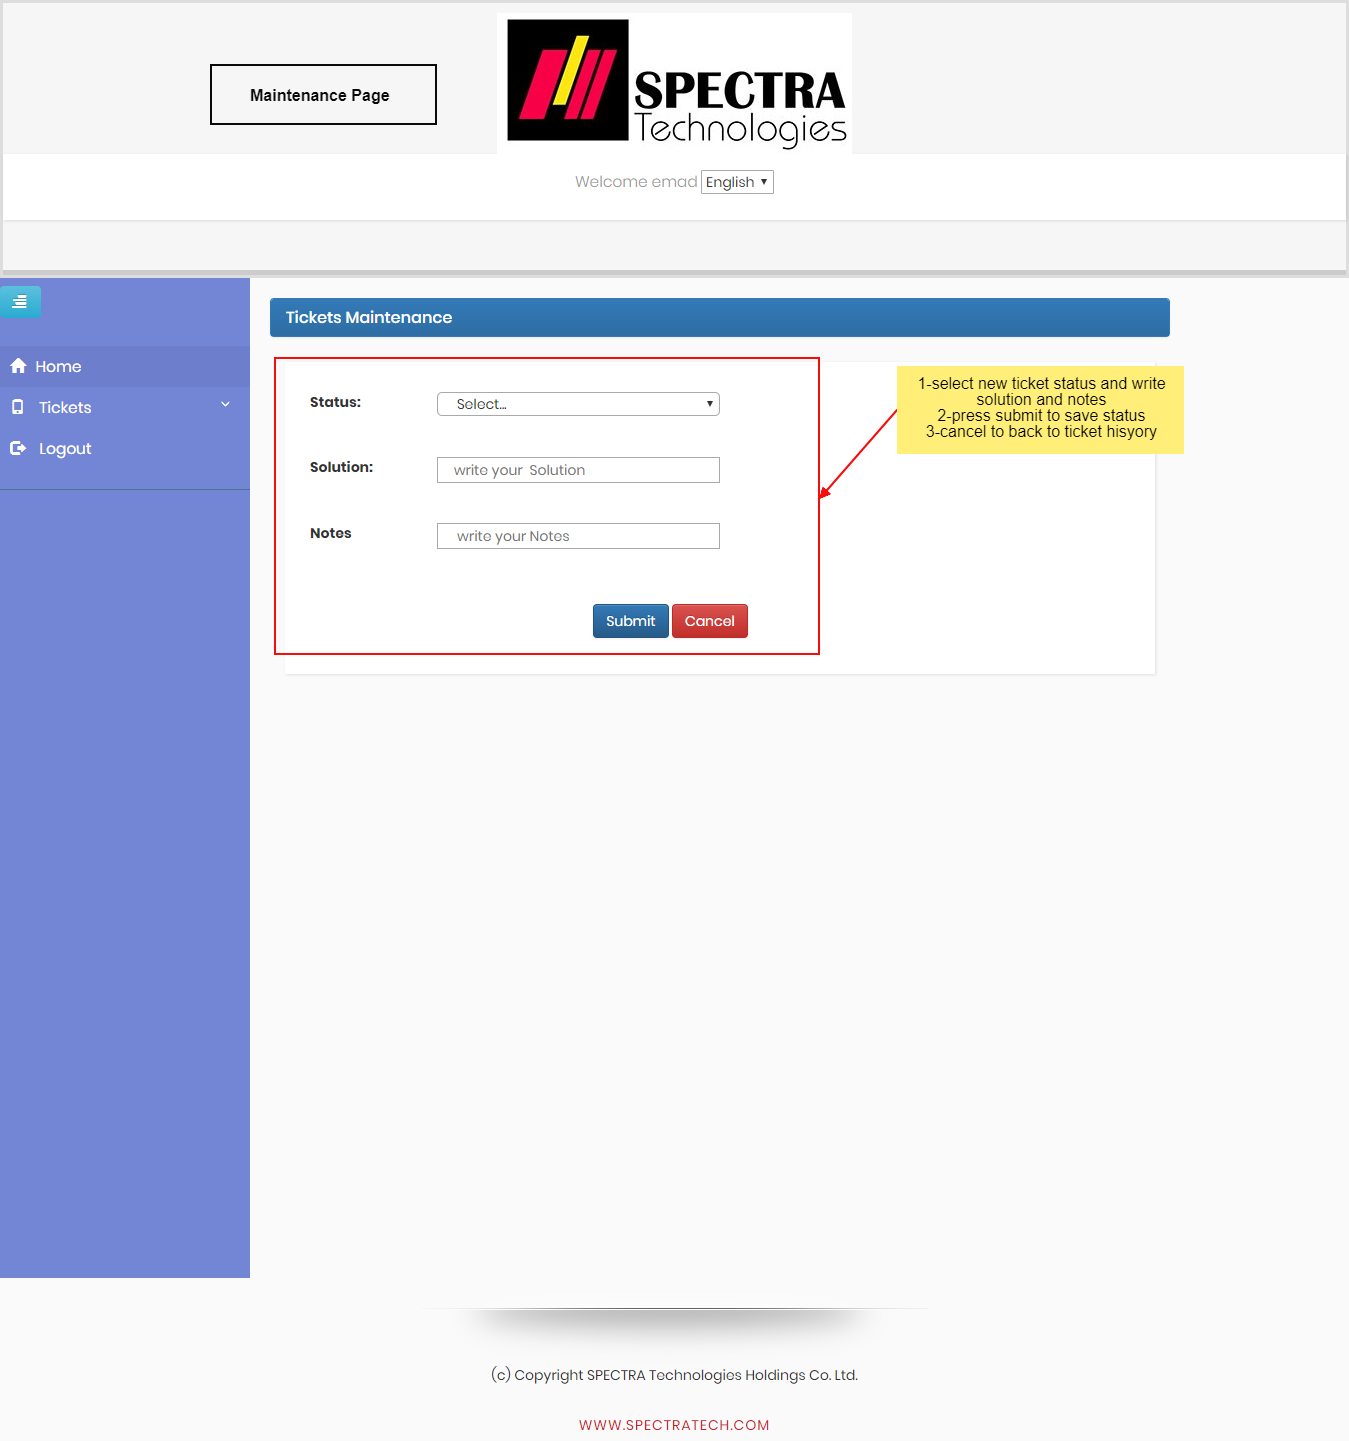 Maintenance Page
SPECTRA
Technologies
Welcome emad English
Tickets Maintenance
Home
Tickets
Logout
Status: Select...
Solution: write your Solution
Notes write your Notes
Submit Cancel
1-select new ticket status and write
solution and notes
2-press submit to save status
3-cancel to back to ticket hisyory
(c) Copyright SPECTRA Technologies Holdings Co. Ltd.
WWW.SPECTRATECH.COM